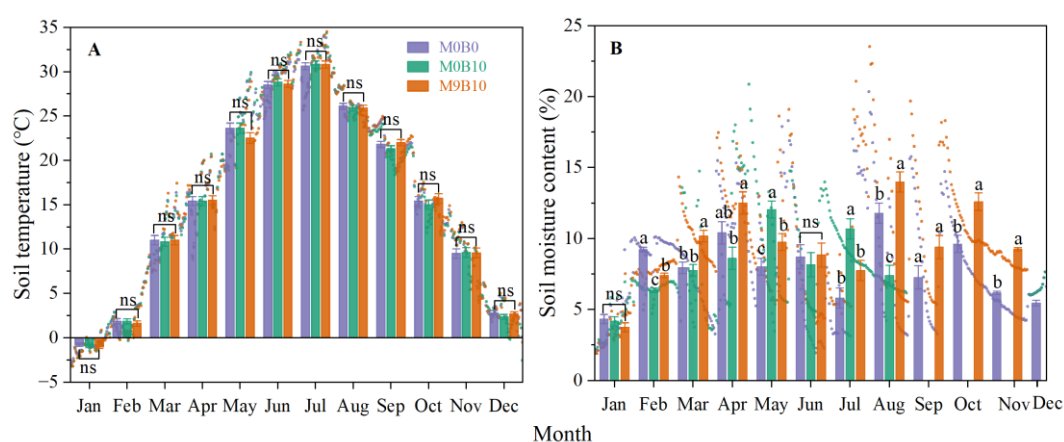 A
M0B0
M0B10
M9B10
Soil temperature (℃)
35
30
25
20
15
10
5
0
−5
ns
ns
ns
ns
ns
ns
ns
ns
ns
ns
ns
ns
Jan Feb Mar Apr May Jun Jul Aug Sep Oct Nov Dec
B
Soil moisture content (%)
25
20
15
10
5
0
ns
a c b
b b a
ab b a
c a b
ns
b a b
b c a
a a
b a
b a
Jan Feb Mar Apr May Jun Jul Aug Sep Oct Nov Dec
Month